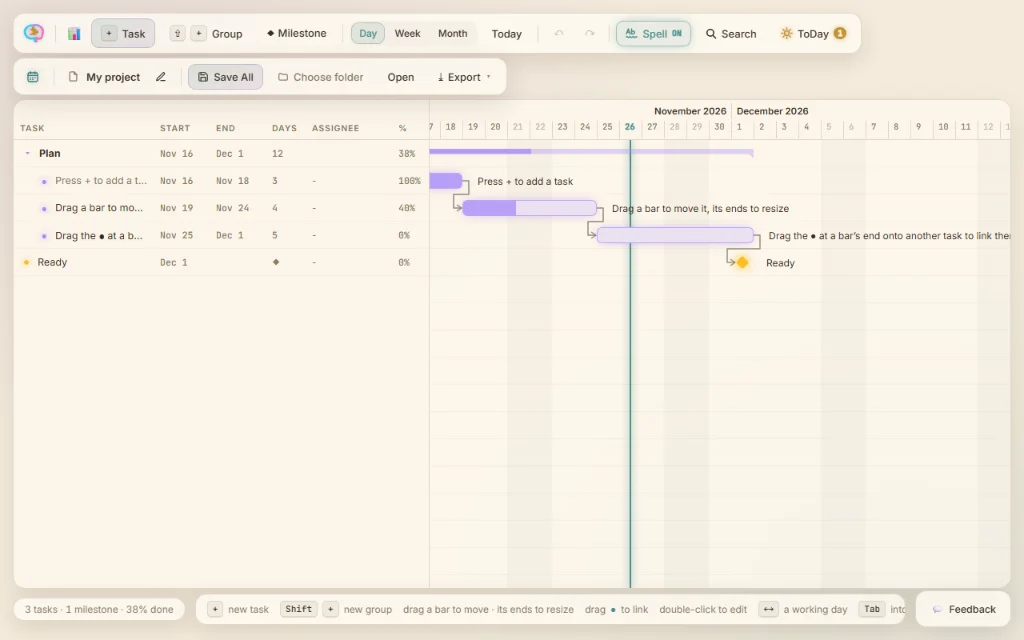 + Task ⇧ + Group ◆ Milestone Day Week Month Today Ab Spell ON Search ToDay 1
My project Save All Choose folder Open ↓ Export
November 2026 December 2026
TASK START END DAYS ASSIGNEE %
7 18 19 20 21 22 23 24 25 26 27 28 29 30 1 2 3 4 5 6 7 8 9 10 11 12 1
Plan Nov 16 Dec 1 12 38%
Press + to add a t... Nov 16 Nov 18 3 - 100% Press + to add a task
Drag a bar to mo... Nov 19 Nov 24 4 - 40% Drag a bar to move it, its ends to resize
Drag the ● at a b... Nov 25 Dec 1 5 - 0% Drag the ● at a bar's end onto another task to link the
Ready Dec 1 ◆ - 0% Ready
3 tasks · 1 milestone · 38% done + new task Shift + new group drag a bar to move · its ends to resize drag ● to link double-click to edit ↔ a working day Tab into Feedback